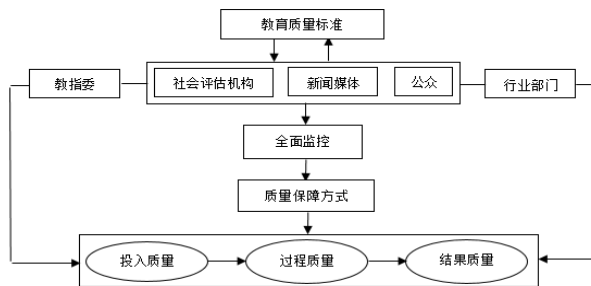 教育质量标准
教指委
社会评估机构
新闻媒体
公众
行业部门
全面监控
质量保障方式
投入质量
过程质量
结果质量